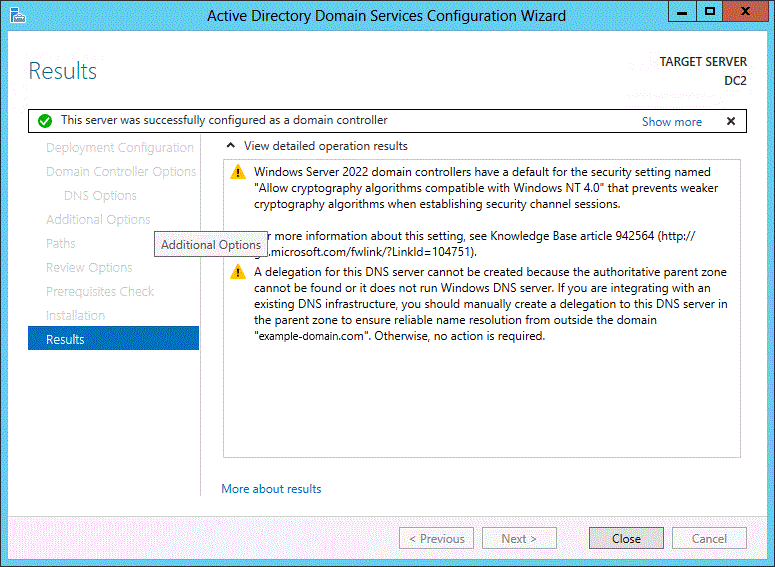 Active Directory Domain Services Configuration Wizard
Results
TARGET SERVER
DC2
This server was successfully configured as a domain controller
Show more
Deployment Configuration
Domain Controller Options
DNS Options
Additional Options
Paths
Review Options
Prerequisites Check
Installation
Results
Additional Options
View detailed operation results
Windows Server 2022 domain controllers have a default for the security setting named
"Allow cryptography algorithms compatible with Windows NT 4.0" that prevents weaker
cryptography algorithms when establishing security channel sessions.
more information about this setting, see Knowledge Base article 942564 (http://
.microsoft.com/fwlink/?LinkId=104751).
A delegation for this DNS server cannot be created because the authoritative parent zone
cannot be found or it does not run Windows DNS server. If you are integrating with an
existing DNS infrastructure, you should manually create a delegation to this DNS server in
the parent zone to ensure reliable name resolution from outside the domain
"example-domain.com". Otherwise, no action is required.
More about results
< Previous
Next >
Close
Cancel